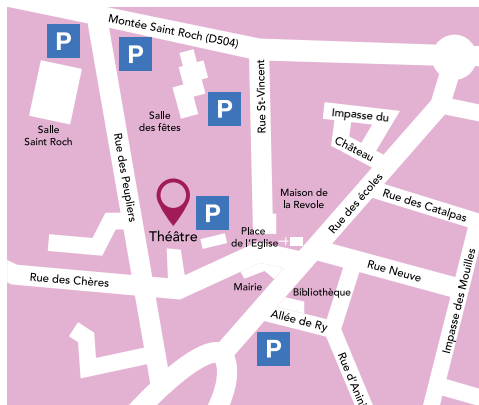 Montée Saint Roch (D504)
P
P
P
Salle
Saint Roch
Salle
des fêtes
Rue St-Vincent
Impasse du
Château
Rue des Peupliers
Maison de
la Revole
Rue des écoles
Rue des Catalpas
P
Théâtre
Place
de l'Eglise
Rue des Chères
Mairie
Rue Neuve
Bibliothèque
Impasse des Mouilles
Allée de Ry
P
Rue d'Anini